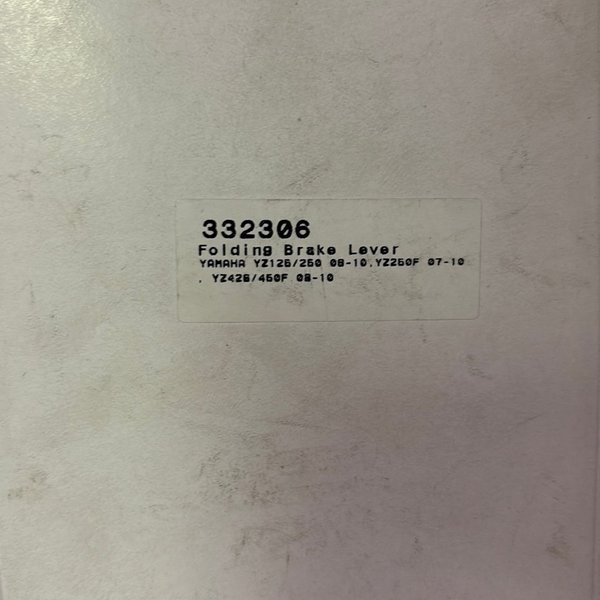 332306
Folding Brake Lever
YAMAHA YZ125/250 08-10,YZ250F 07-10
, YZ426/450F 08-10